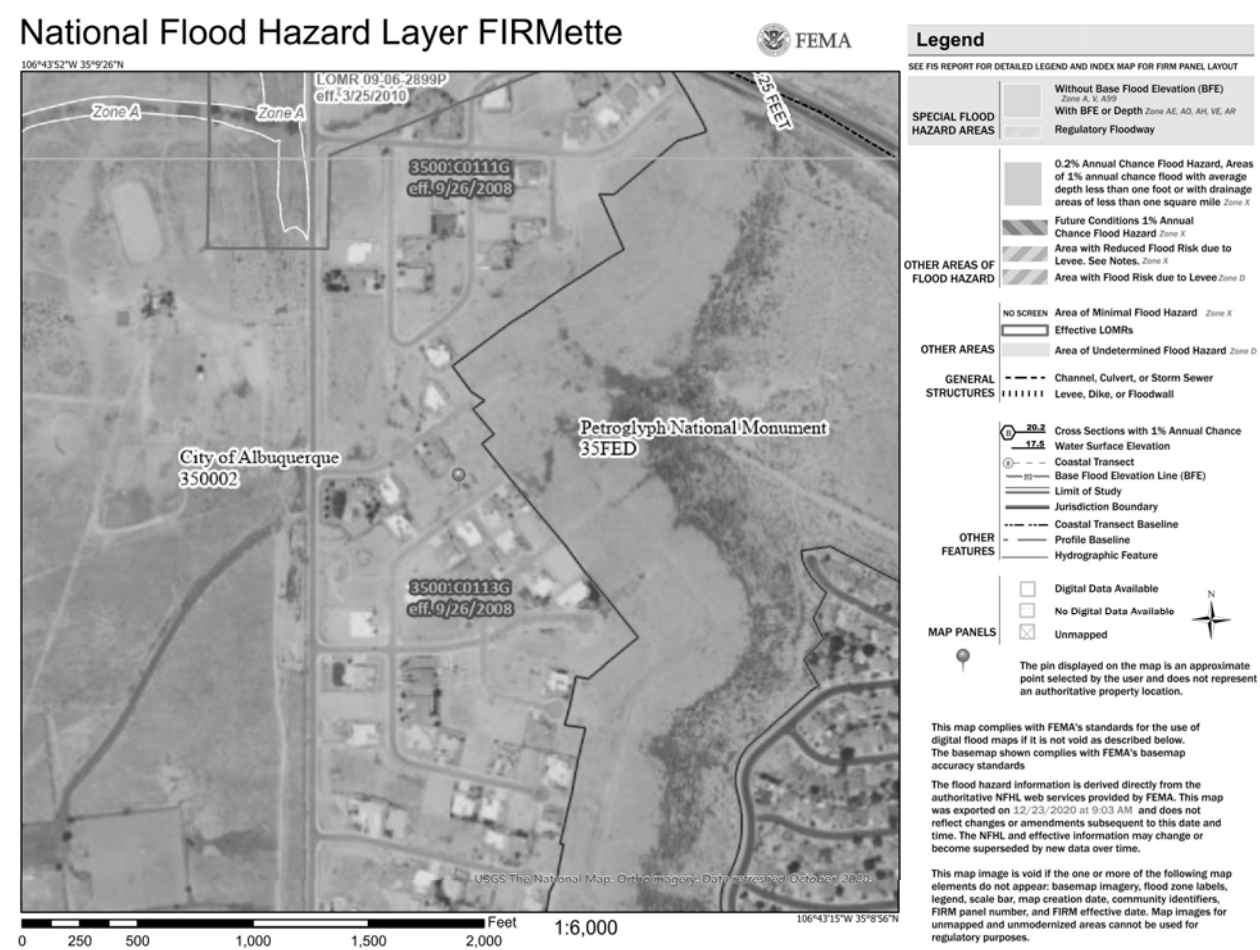 National Flood Hazard Layer FIRMette
FEMA
Legend
106°43'52"W 35°9'26"N
SEE FIS REPORT FOR DETAILED LEGEND AND INDEX MAP FOR FIRM PANEL LAYOUT
LOMR 09-06-2899P
eff. 3/25/2010
Zone A
Zone A
.25 FEET
35001C0111G
eff. 9/26/2008
City of Albuquerque
350002
Petroglyph National Monument
35FED
35001C0113G
eff. 9/26/2008
USGS The National Map: Orthoimagery. Data refreshed October, 2020.
Feet
1:6,000
106°43'15"W 35°8'56"N
0 250 500 1,000 1,500 2,000
SPECIAL FLOOD
HAZARD AREAS
Without Base Flood Elevation (BFE)
Zone A, V, A99
With BFE or Depth Zone AE, AO, AH, VE, AR
Regulatory Floodway
OTHER AREAS OF
FLOOD HAZARD
0.2% Annual Chance Flood Hazard, Areas
of 1% annual chance flood with average
depth less than one foot or with drainage
areas of less than one square mile Zone X
Future Conditions 1% Annual
Chance Flood Hazard Zone X
Area with Reduced Flood Risk due to
Levee. See Notes. Zone X
Area with Flood Risk due to Levee Zone D
OTHER AREAS
NO SCREEN Area of Minimal Flood Hazard Zone X
Effective LOMRs
Area of Undetermined Flood Hazard Zone D
GENERAL
STRUCTURES
Channel, Culvert, or Storm Sewer
Levee, Dike, or Floodwall
OTHER
FEATURES
B 20.2 Cross Sections with 1% Annual Chance
17.5 Water Surface Elevation
8 Coastal Transect
513 Base Flood Elevation Line (BFE)
Limit of Study
Jurisdiction Boundary
Coastal Transect Baseline
Profile Baseline
Hydrographic Feature
MAP PANELS
Digital Data Available
No Digital Data Available
Unmapped
N
The pin displayed on the map is an approximate
point selected by the user and does not represent
an authoritative property location.
This map complies with FEMA's standards for the use of
digital flood maps if it is not void as described below.
The basemap shown complies with FEMA's basemap
accuracy standards
The flood hazard information is derived directly from the
authoritative NFHL web services provided by FEMA. This map
was exported on 12/23/2020 at 9:03 AM and does not
reflect changes or amendments subsequent to this date and
time. The NFHL and effective information may change or
become superseded by new data over time.
This map image is void if the one or more of the following map
elements do not appear: basemap imagery, flood zone labels,
legend, scale bar, map creation date, community identifiers,
FIRM panel number, and FIRM effective date. Map images for
unmapped and unmodernized areas cannot be used for
regulatory purposes.